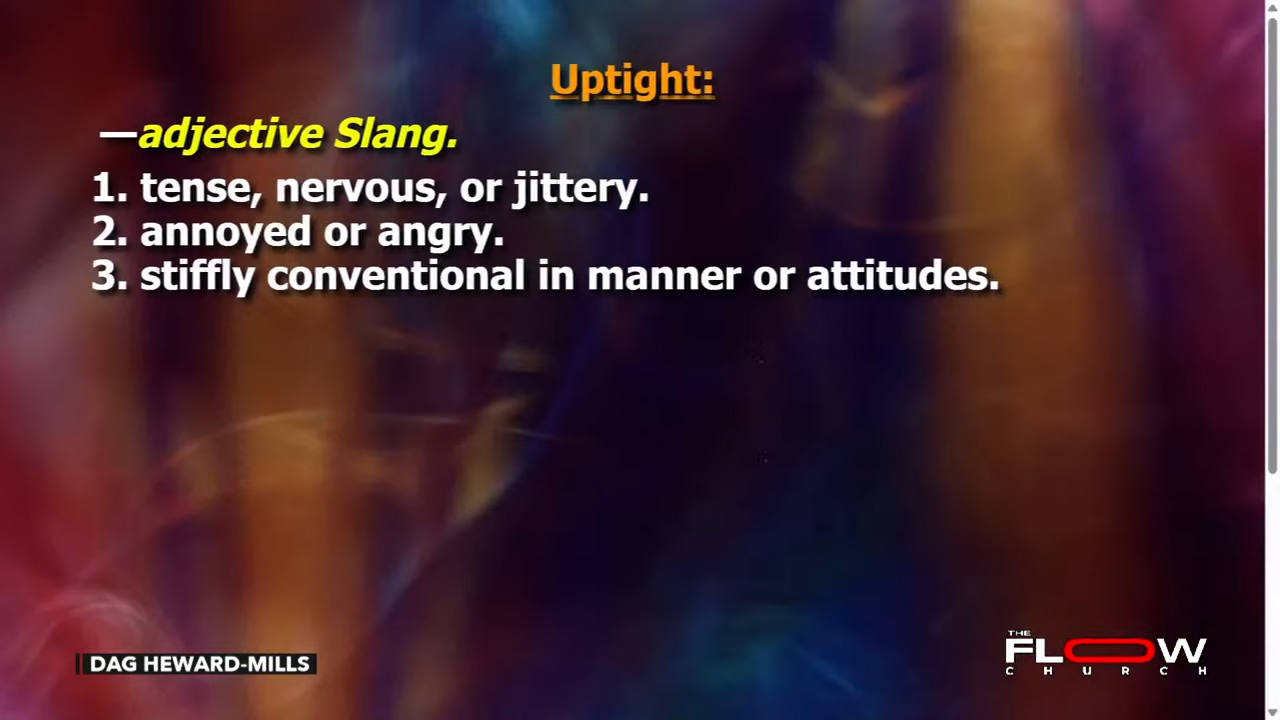 Uptight:
—adjective Slang.
1. tense, nervous, or jittery.
2. annoyed or angry.
3. stiffly conventional in manner or attitudes.
DAG HEWARD-MILLS
THE
FLOW
CHURCH